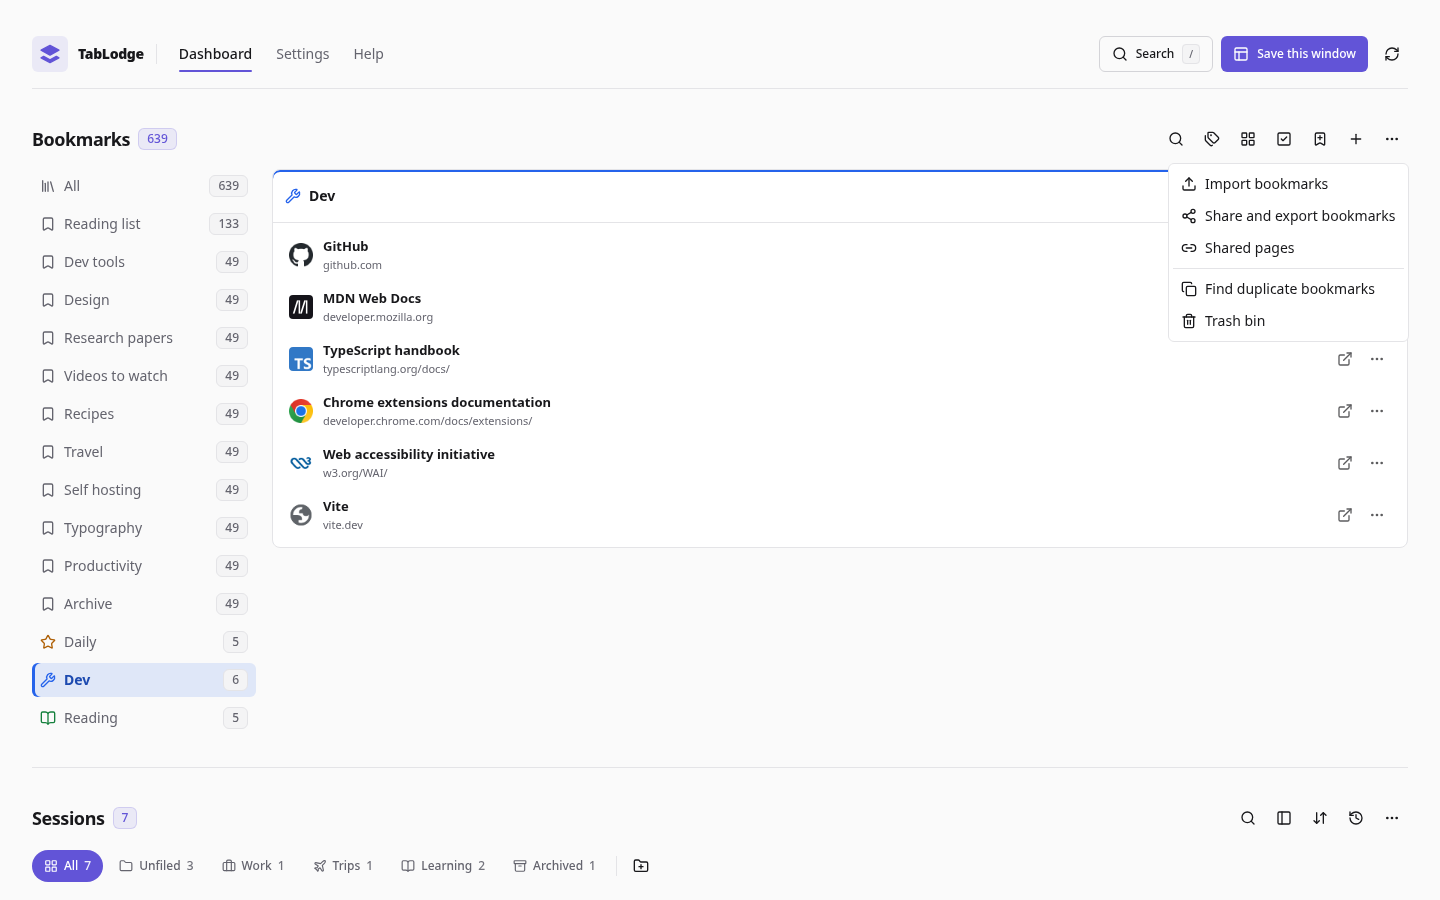 TabLodge
Dashboard
Settings
Help
Search /
Save this window
Bookmarks 639
All 639
Reading list 133
Dev tools 49
Design 49
Research papers 49
Videos to watch 49
Recipes 49
Travel 49
Self hosting 49
Typography 49
Productivity 49
Archive 49
Daily 5
Dev 6
Reading 5
Dev
GitHub
github.com
MDN Web Docs
developer.mozilla.org
TS
TypeScript handbook
typescriptlang.org/docs/
Chrome extensions documentation
developer.chrome.com/docs/extensions/
Web accessibility initiative
w3.org/WAI/
Vite
vite.dev
Import bookmarks
Share and export bookmarks
Shared pages
Find duplicate bookmarks
Trash bin
Sessions 7
All 7
Unfiled 3
Work 1
Trips 1
Learning 2
Archived 1